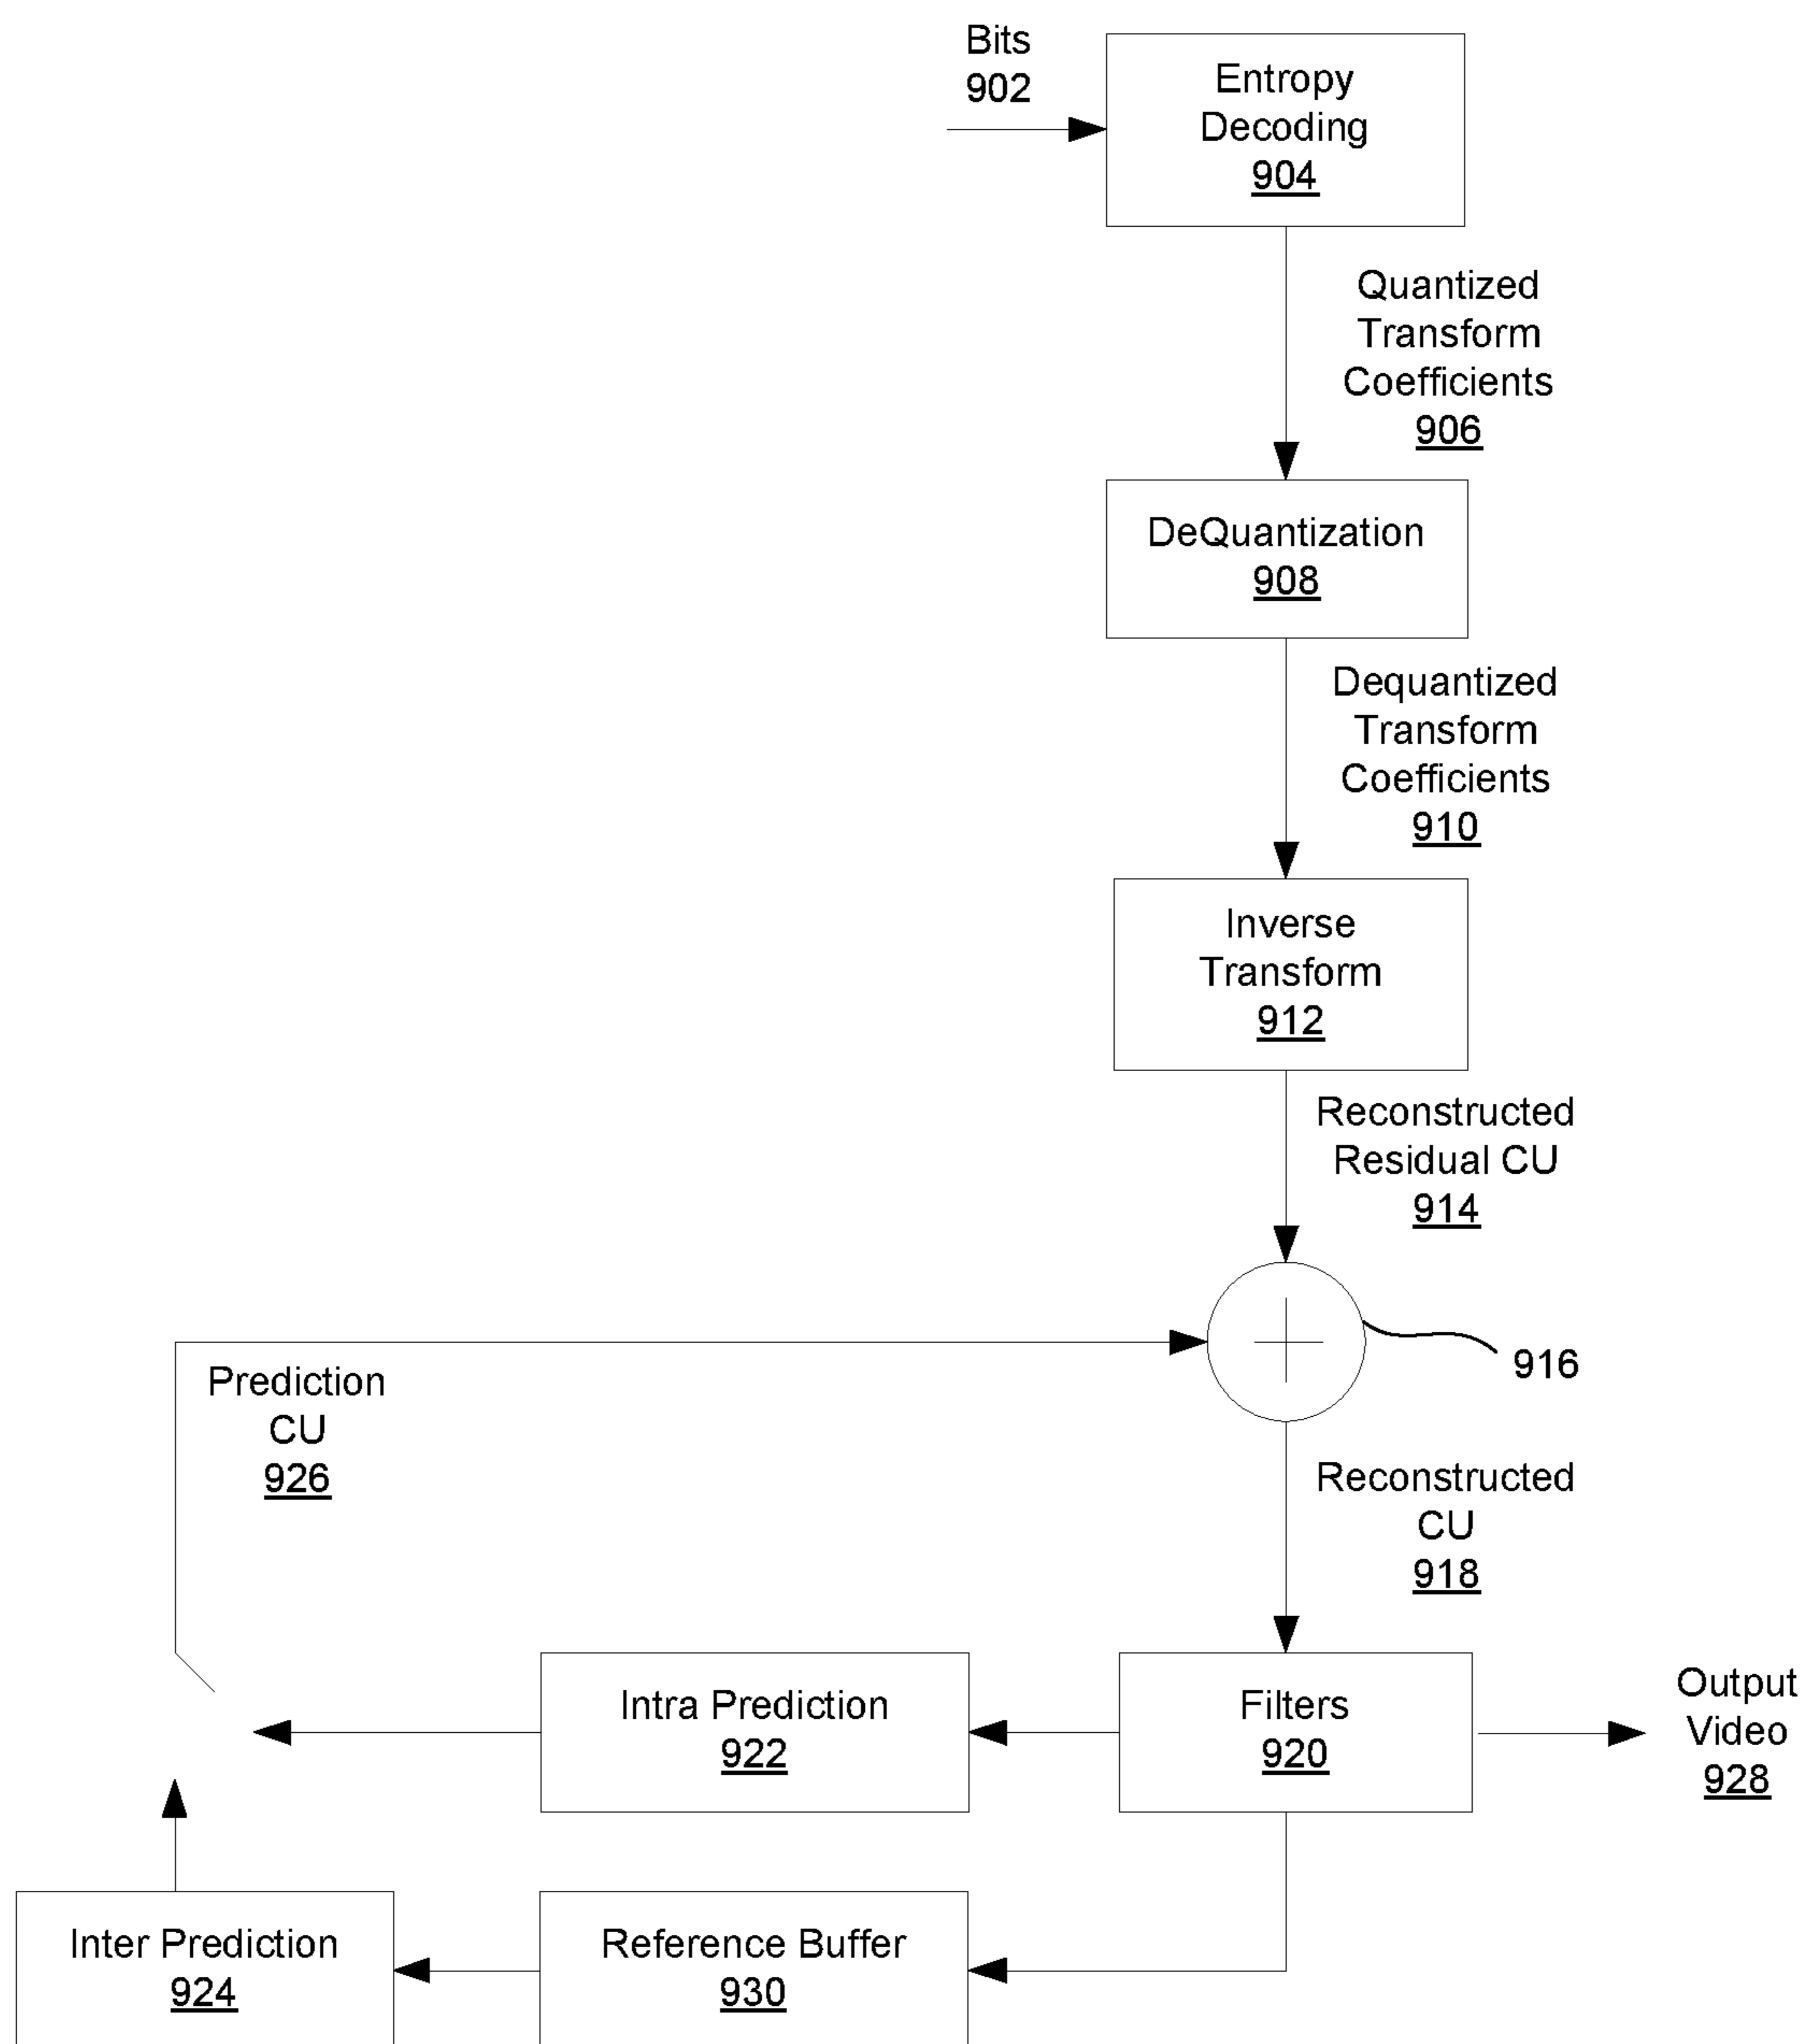 Bits
902
Entropy
Decoding
904
Quantized
Transform
Coefficients
906
DeQuantization
908
Dequantized
Transform
Coefficients
910
Inverse
Transform
912
Reconstructed
Residual CU
914
916
Prediction
CU
926
Reconstructed
CU
918
Intra Prediction
922
Filters
920
Output
Video
928
Inter Prediction
924
Reference Buffer
930